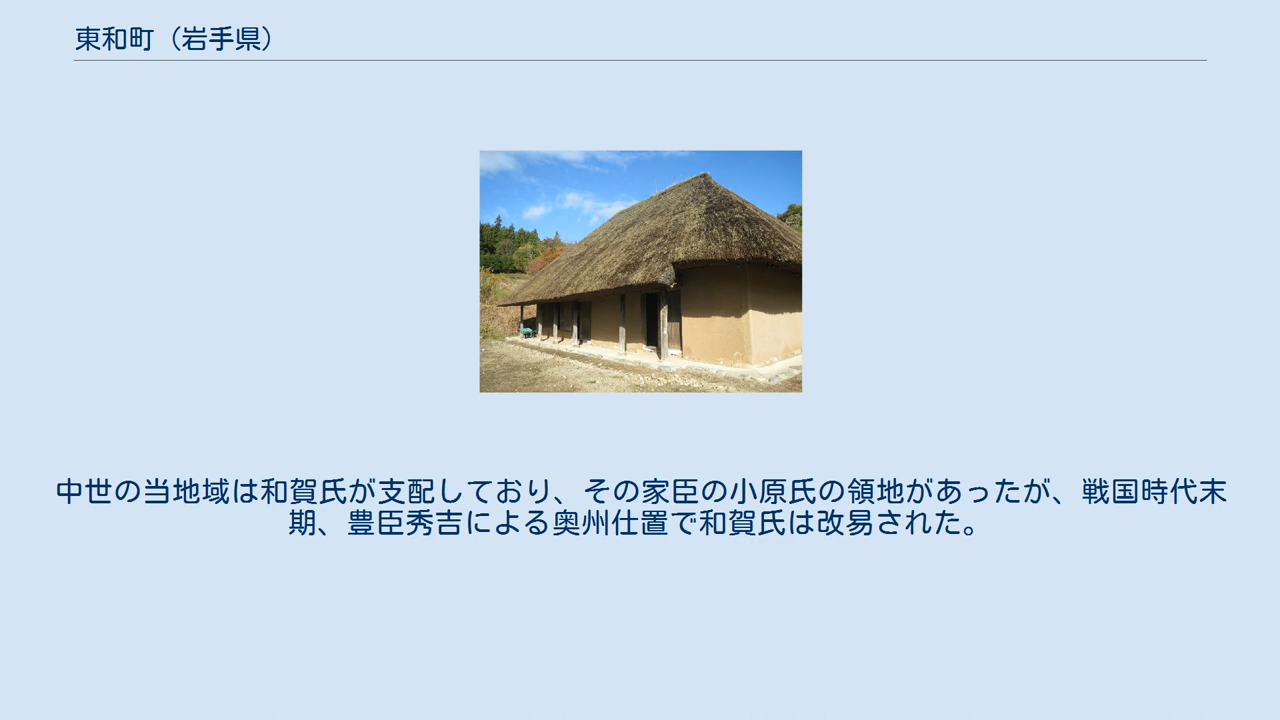 東和町（岩手県）
中世の当地域は和賀氏が支配しており、その家臣の小原氏の領地があったが、戦国時代末
期、豊臣秀吉による奥州仕置で和賀氏は改易された。